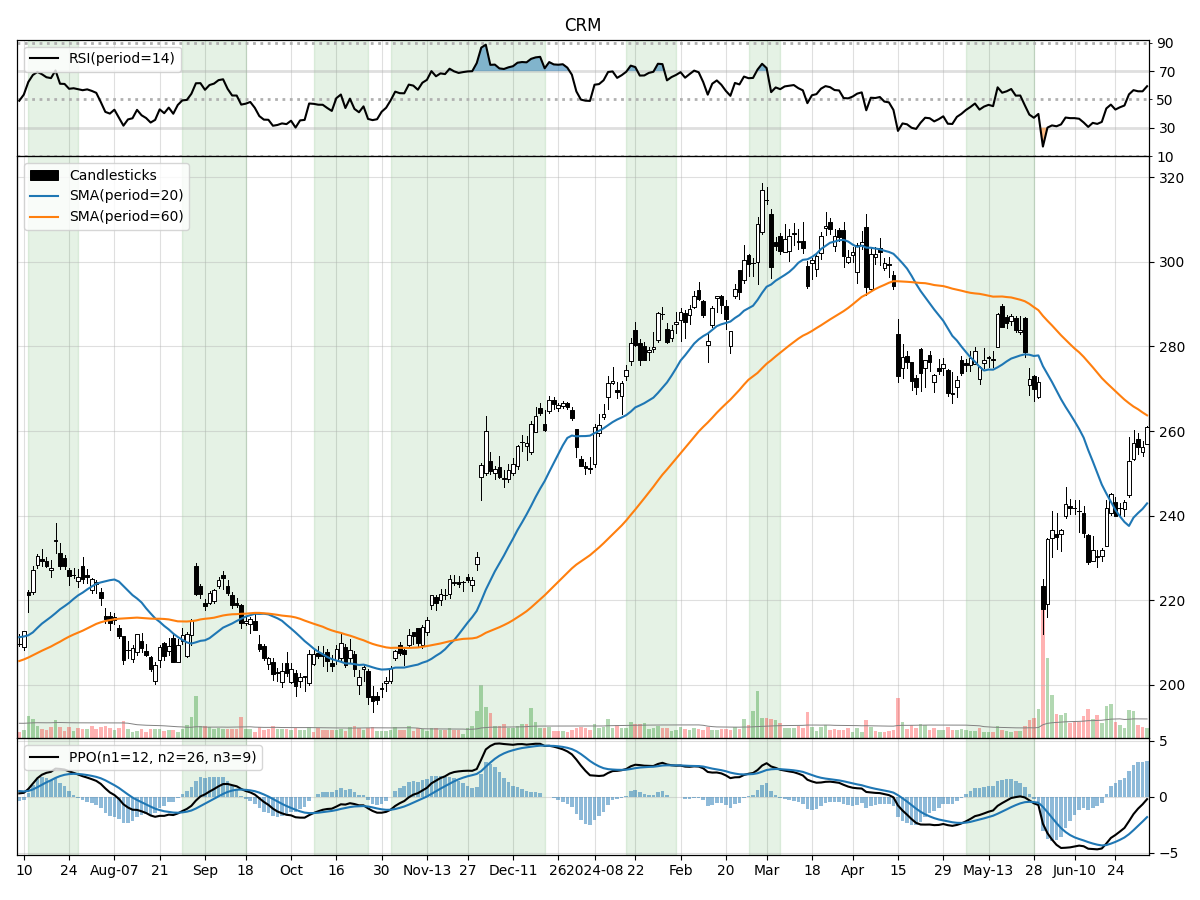 CRM
RSI(period=14)
90
70
50
30
10
Candlesticks
SMA(period=20)
SMA(period=60)
320
300
280
260
240
220
200
PPO(n1=12, n2=26, n3=9)
5
0
−5
10 24 Aug-07 21 Sep 18 Oct 16 30 Nov-13 27 Dec-11 26 2024-08 22 Feb 20 Mar 18 Apr 15 29 May-13 28 Jun-10 24